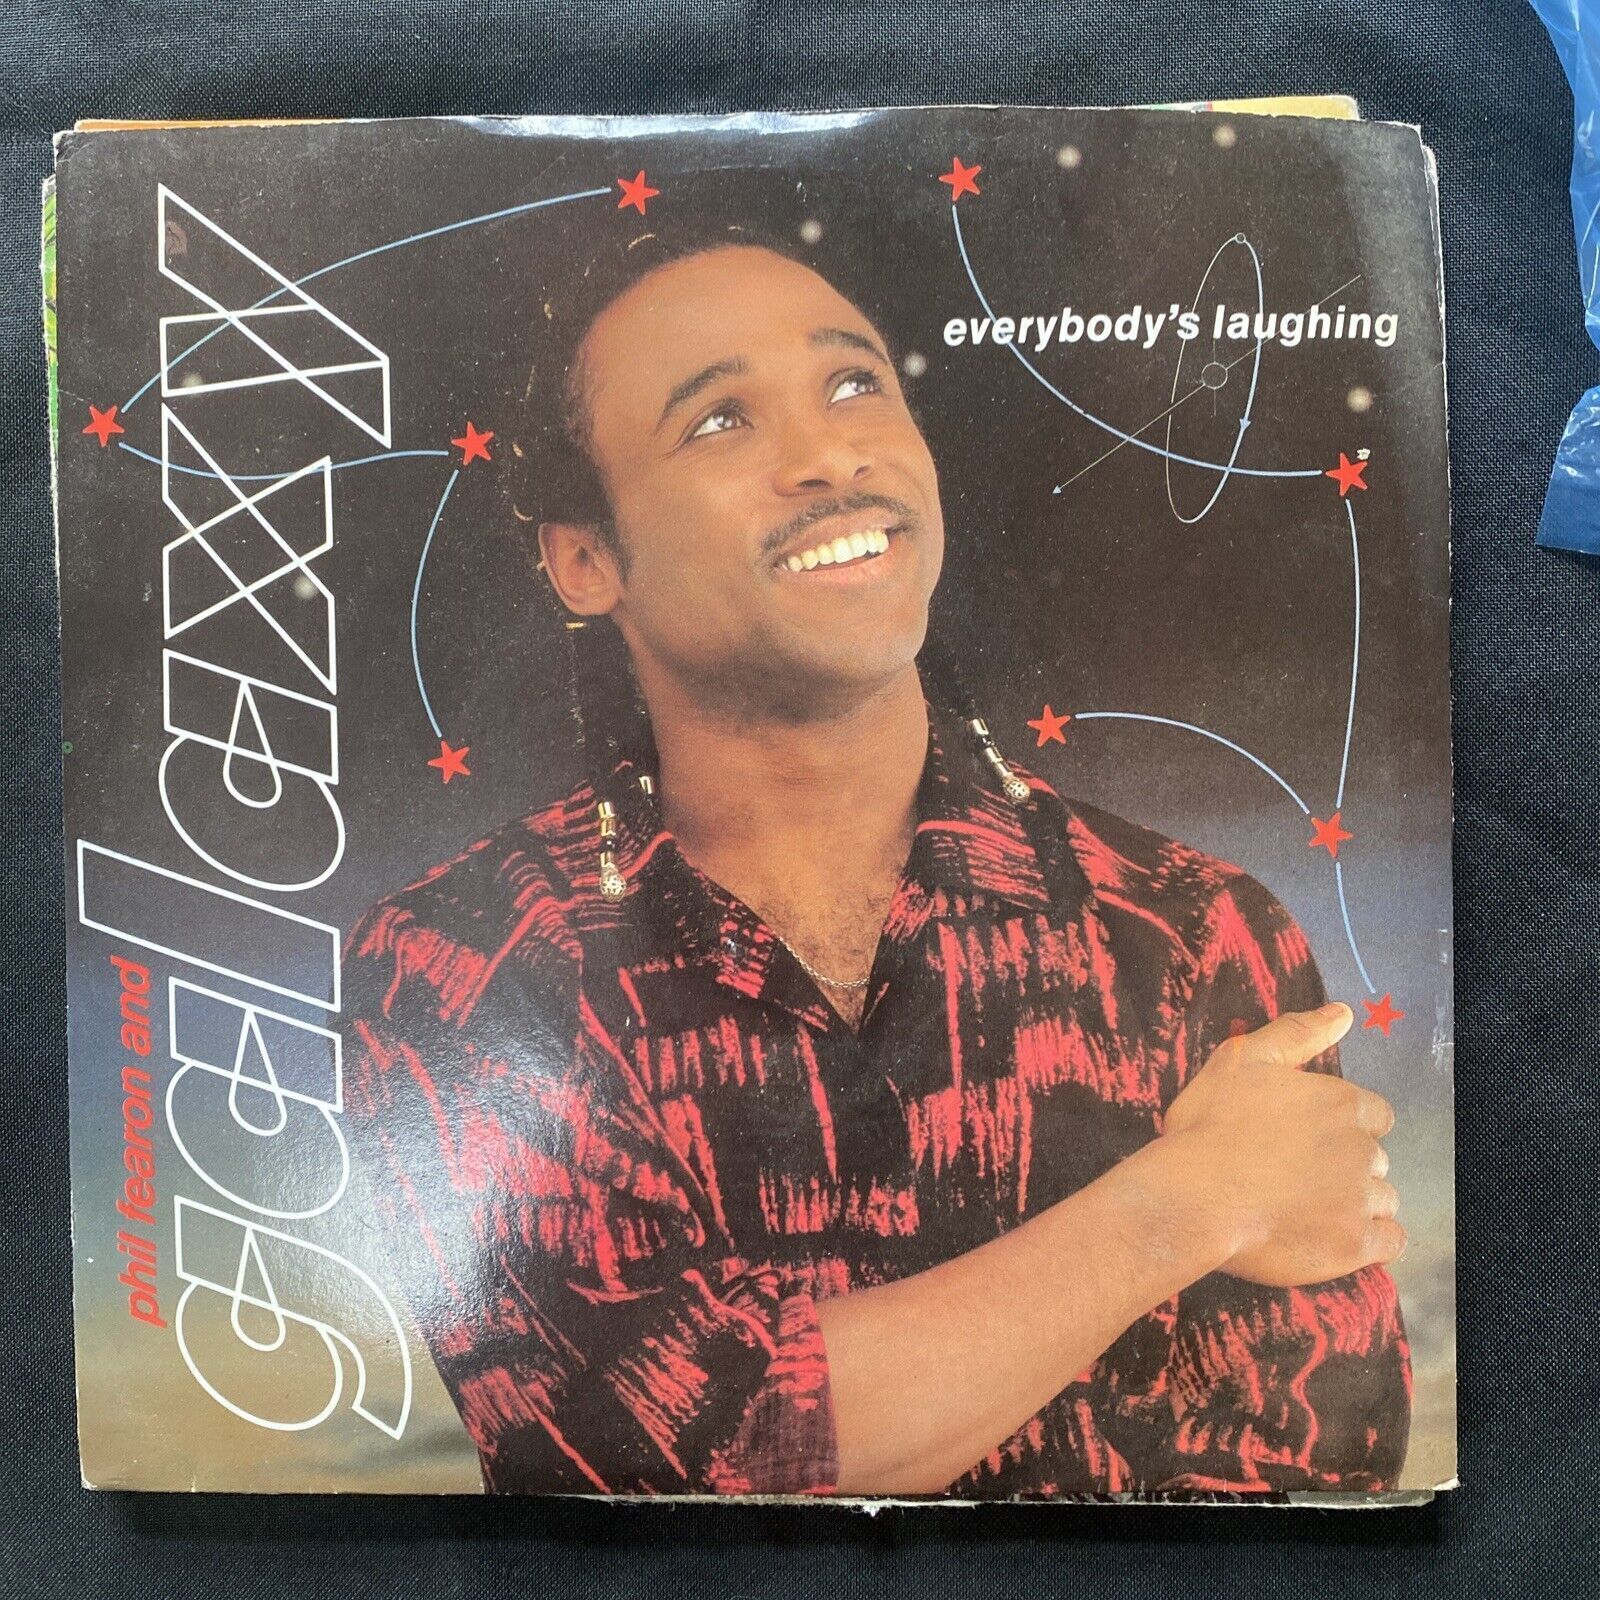 phil fearon and
galaxy
everybody's laughing